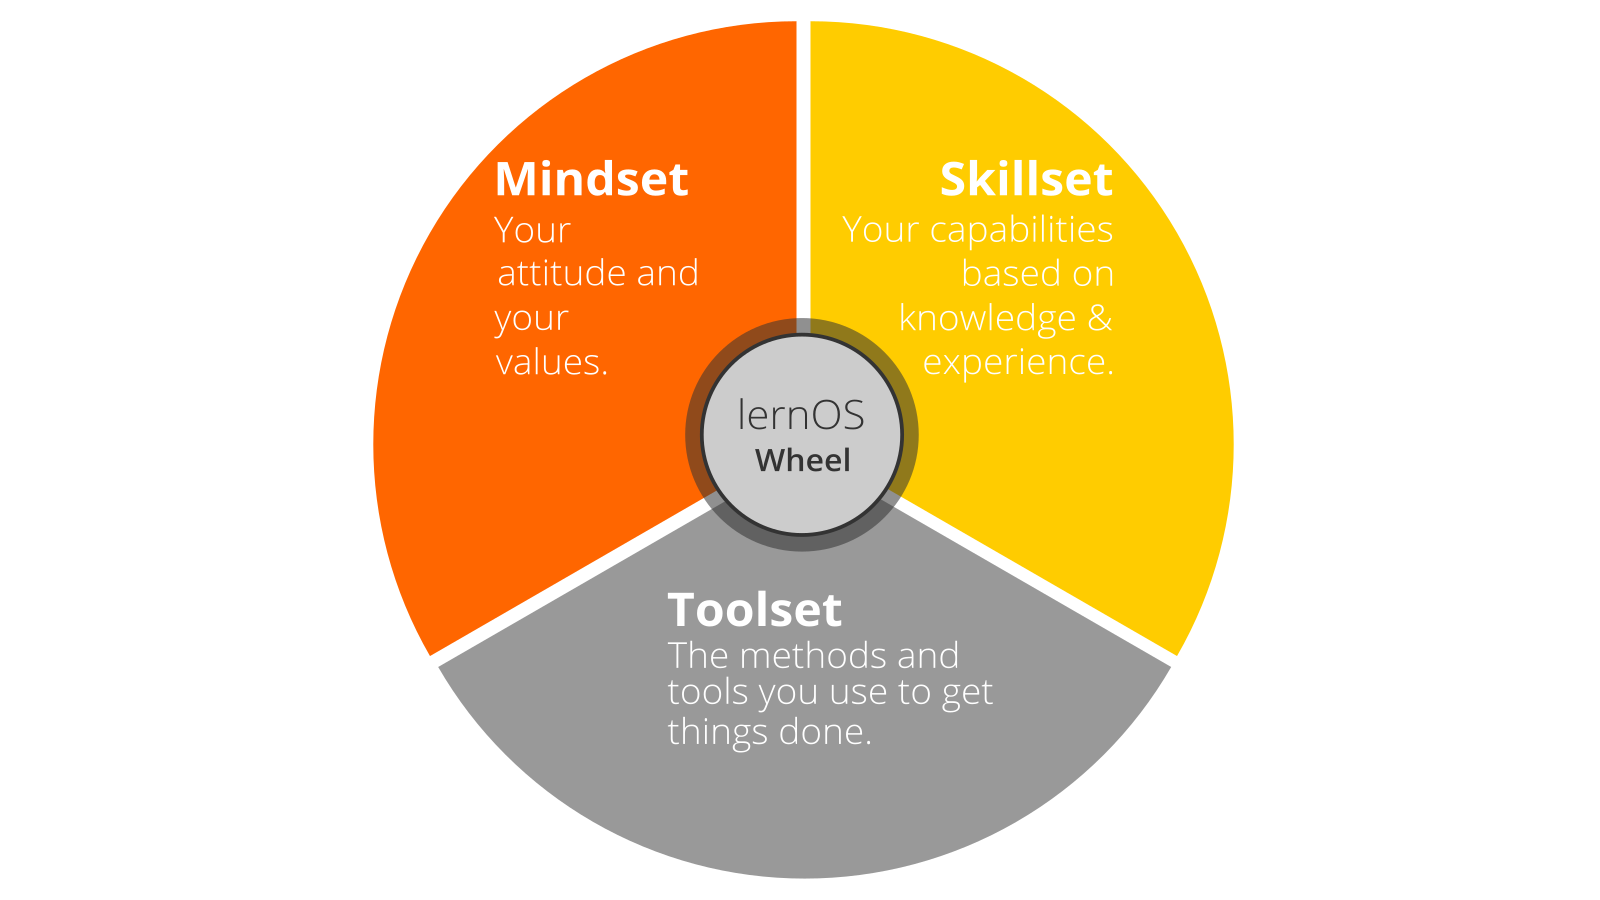 Mindset
Your
attitude and
your
values.
Skillset
Your capabilities
based on
knowledge &
experience.
lernOS
Wheel
Toolset
The methods and
tools you use to get
things done.